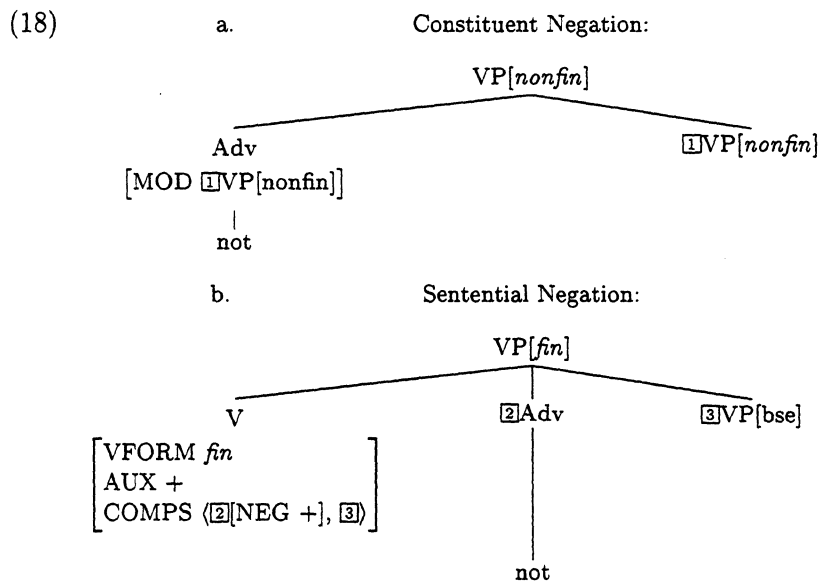 (18) a. Constituent Negation:
VP[nonfin]
Adv 1VP[nonfin]
[MOD 1VP[nonfin]]
not
b. Sentential Negation:
VP[fin]
V 2Adv 3VP[bse]
[VFORM fin
AUX +
COMPS ⟨2[NEG +], 3⟩]
not